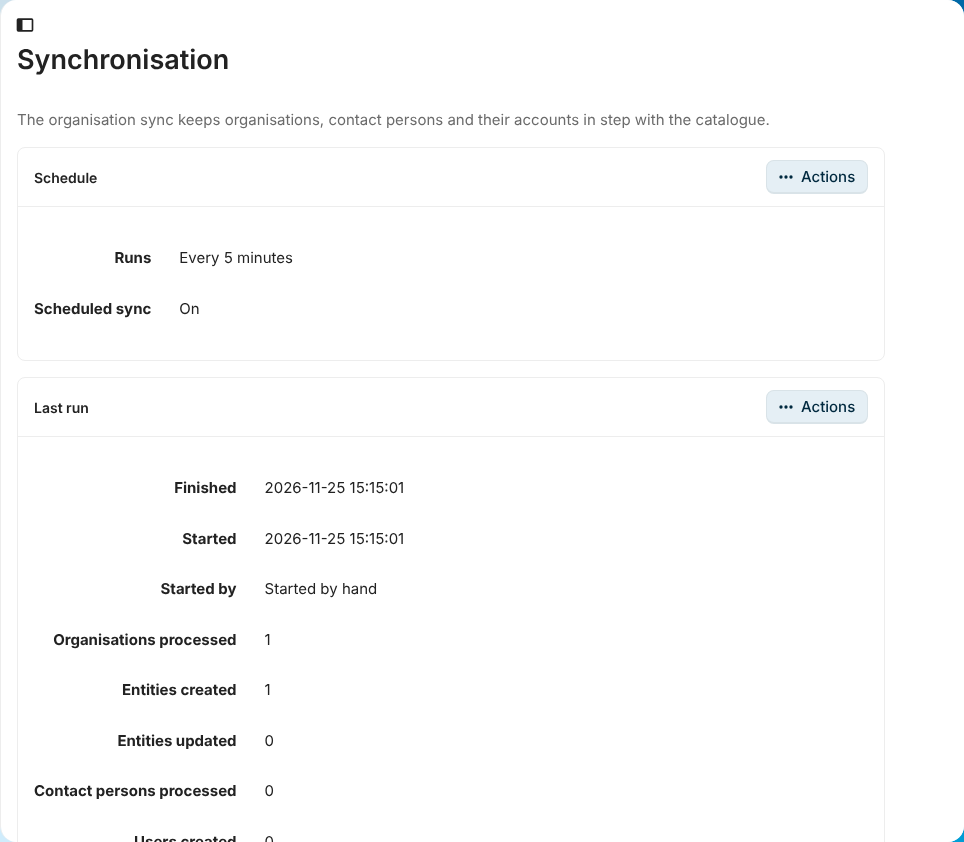 Synchronisation
The organisation sync keeps organisations, contact persons and their accounts in step with the catalogue.
Schedule
Actions
Runs Every 5 minutes
Scheduled sync On
Last run
Actions
Finished 2026-11-25 15:15:01
Started 2026-11-25 15:15:01
Started by Started by hand
Organisations processed 1
Entities created 1
Entities updated 0
Contact persons processed 0
Users created 0